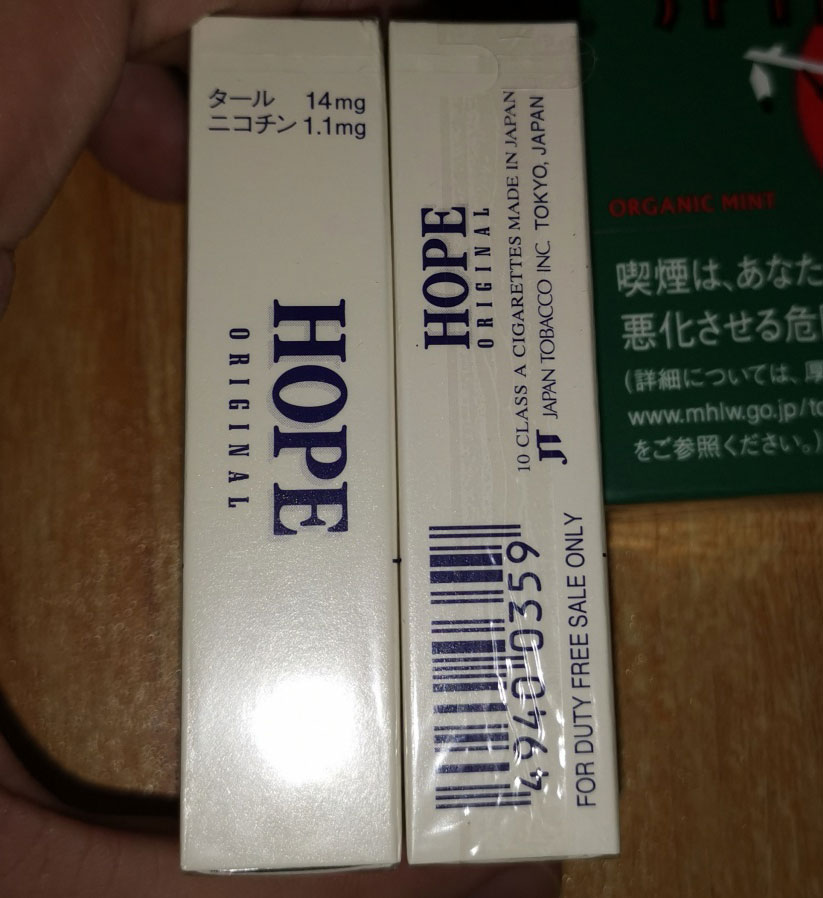 タール 14mg
ニコチン 1.1mg
HOPE
ORIGINAL
HOPE
ORIGINAL
10 CLASS A CIGARETTES MADE IN JAPAN
JT JAPAN TOBACCO INC. TOKYO, JAPAN
4940 0359
FOR DUTY FREE SALE ONLY
ORGANIC MINT
喫煙は、あなた
悪化させる危
(詳細については、厚
www.mhlw.go.jp/to
をご参照ください。)